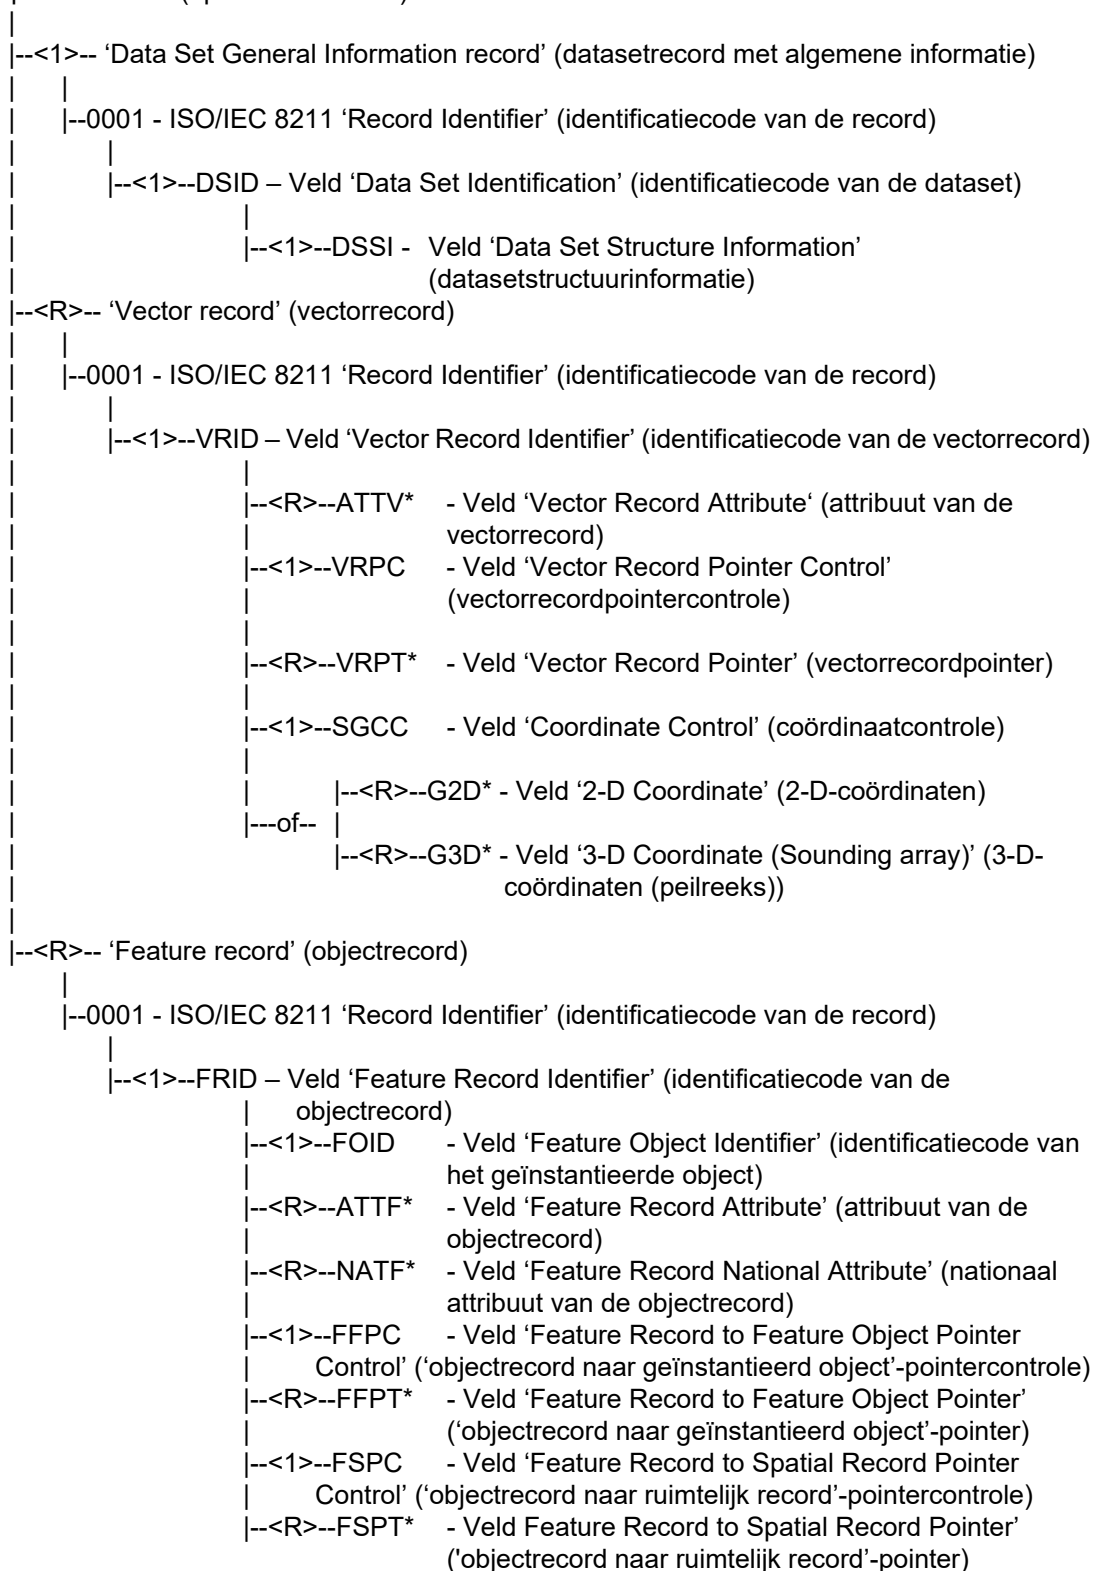 |
|--<1>-- ‘Data Set General Information record’ (datasetrecord met algemene informatie)
| |
| |--0001 - ISO/IEC 8211 ‘Record Identifier’ (identificatiecode van de record)
| |
| |--<1>--DSID – Veld ‘Data Set Identification’ (identificatiecode van de dataset)
| |
| |--<1>--DSSI - Veld ‘Data Set Structure Information’
| (datasetstructuurinformatie)
|--<R>-- ‘Vector record’ (vectorrecord)
| |
| |--0001 - ISO/IEC 8211 ‘Record Identifier’ (identificatiecode van de record)
| |
| |--<1>--VRID – Veld ‘Vector Record Identifier’ (identificatiecode van de vectorrecord)
| |
| |--<R>--ATTV* - Veld ‘Vector Record Attribute‘ (attribuut van de
| | vectorrecord)
| |--<1>--VRPC - Veld ‘Vector Record Pointer Control’
| | (vectorrecordpointercontrole)
| |
| |--<R>--VRPT* - Veld ‘Vector Record Pointer’ (vectorrecordpointer)
| |
| |--<1>--SGCC - Veld ‘Coordinate Control’ (coördinaatcontrole)
| |
| | |--<R>--G2D* - Veld ‘2-D Coordinate’ (2-D-coördinaten)
| |---of-- |
| |--<R>--G3D* - Veld ‘3-D Coordinate (Sounding array)’ (3-D-
| coördinaten (peilreeks))
|
|--<R>-- ‘Feature record’ (objectrecord)
|
|--0001 - ISO/IEC 8211 ‘Record Identifier’ (identificatiecode van de record)
|
|--<1>--FRID – Veld ‘Feature Record Identifier’ (identificatiecode van de
| objectrecord)
|--<1>--FOID - Veld ‘Feature Object Identifier’ (identificatiecode van
| het geïnstantieerde object)
|--<R>--ATTF* - Veld ‘Feature Record Attribute’ (attribuut van de
| objectrecord)
|--<R>--NATF* - Veld ‘Feature Record National Attribute’ (nationaal
| attribuut van de objectrecord)
|--<1>--FFPC - Veld ‘Feature Record to Feature Object Pointer
| Control’ (‘objectrecord naar geïnstantieerd object’-pointercontrole)
|--<R>--FFPT* - Veld ‘Feature Record to Feature Object Pointer’
| (‘objectrecord naar geïnstantieerd object’-pointer)
|--<1>--FSPC - Veld ‘Feature Record to Spatial Record Pointer
| Control’ (‘objectrecord naar ruimtelijk record’-pointercontrole)
|--<R>--FSPT* - Veld Feature Record to Spatial Record Pointer’
('objectrecord naar ruimtelijk record’-pointer)